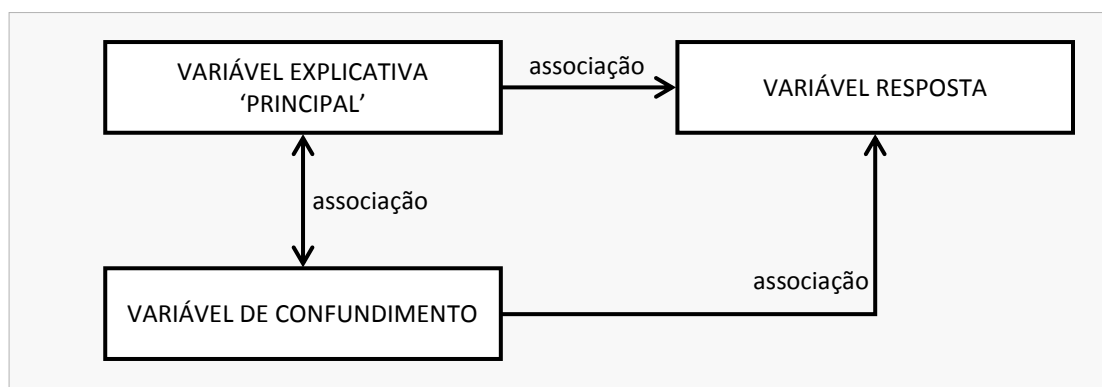 VARIÁVEL EXPLICATIVA
‘PRINCIPAL’
associação
VARIÁVEL RESPOSTA
associação
VARIÁVEL DE CONFUNDIMENTO
associação